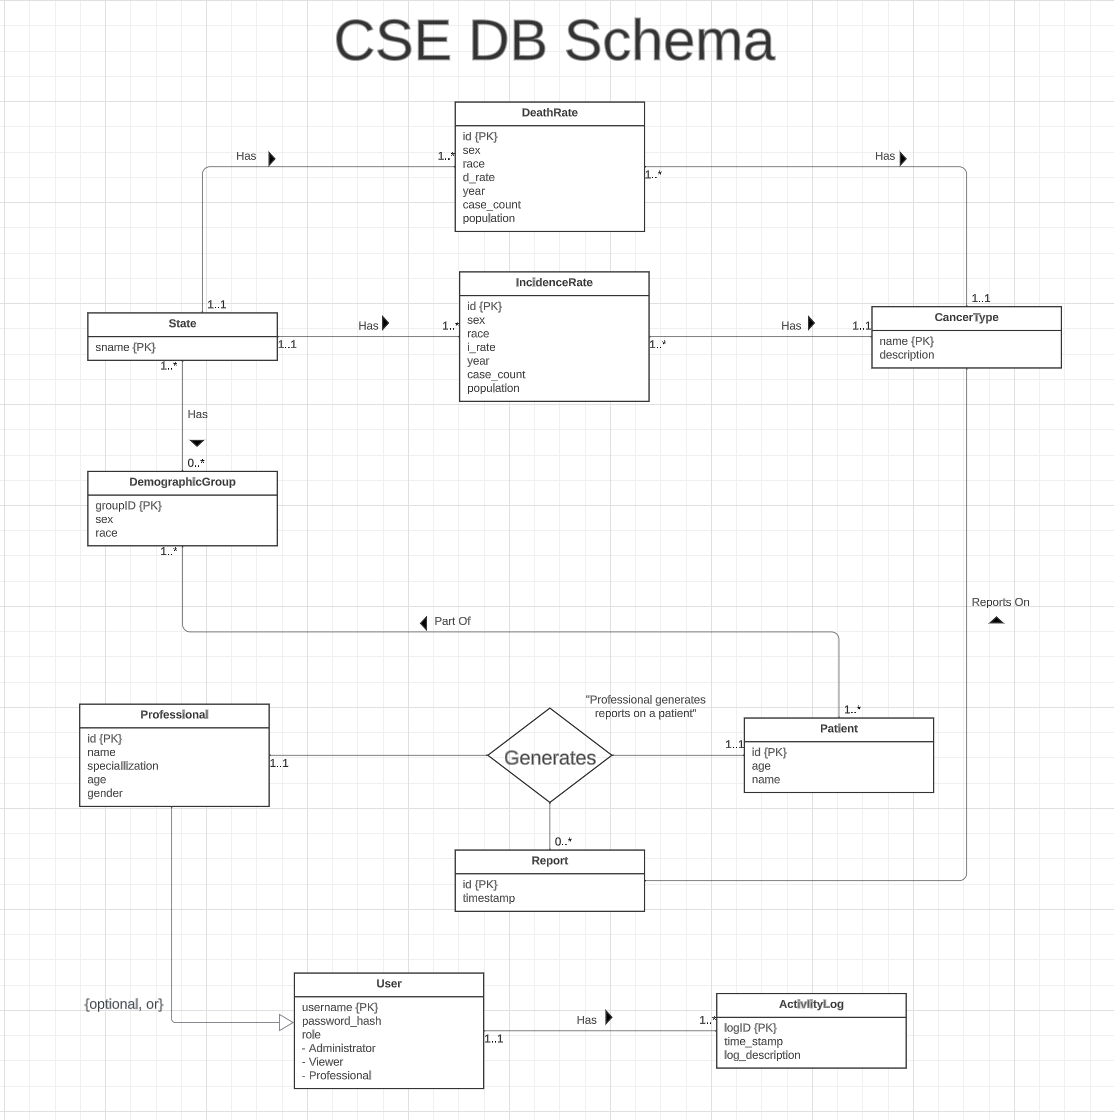 CSE DB Schema
DeathRate
id {PK}
sex
race
d_rate
year
case_count
population
Has
1..*
1..*
Has
1..1
1..1
IncidenceRate
id {PK}
sex
race
i_rate
year
case_count
population
State
sname {PK}
1..1
Has
1..*
1..*
Has
1..1
CancerType
name {PK}
description
1..*
Has
0..*
DemographicGroup
groupID {PK}
sex
race
1..*
Reports On
Part Of
"Professional generates
reports on a patient"
1..*
Professional
id {PK}
name
speciallization
age
gender
1..1
Generates
1..1
Patient
id {PK}
age
name
0..*
Report
id {PK}
timestamp
{optional, or}
User
username {PK}
password_hash
role
- Administrator
- Viewer
- Professional
1..1
Has
1..*
ActivlityLog
logID {PK}
time_stamp
log_description